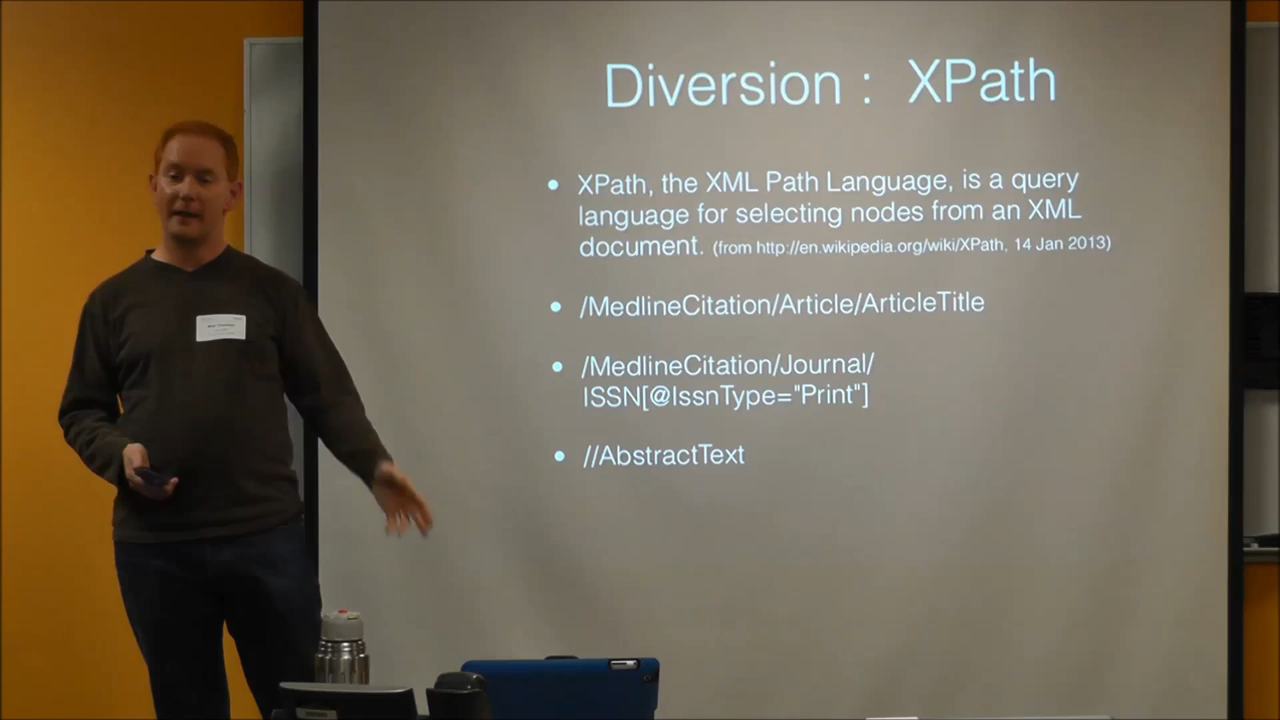 Diversion : XPath
• XPath, the XML Path Language, is a query
language for selecting nodes from an XML
document. (from http://en.wikipedia.org/wiki/XPath, 14 Jan 2013)
• /MedlineCitation/Article/ArticleTitle
• /MedlineCitation/Journal/
ISSN[@IssnType="Print"]
• //AbstractText